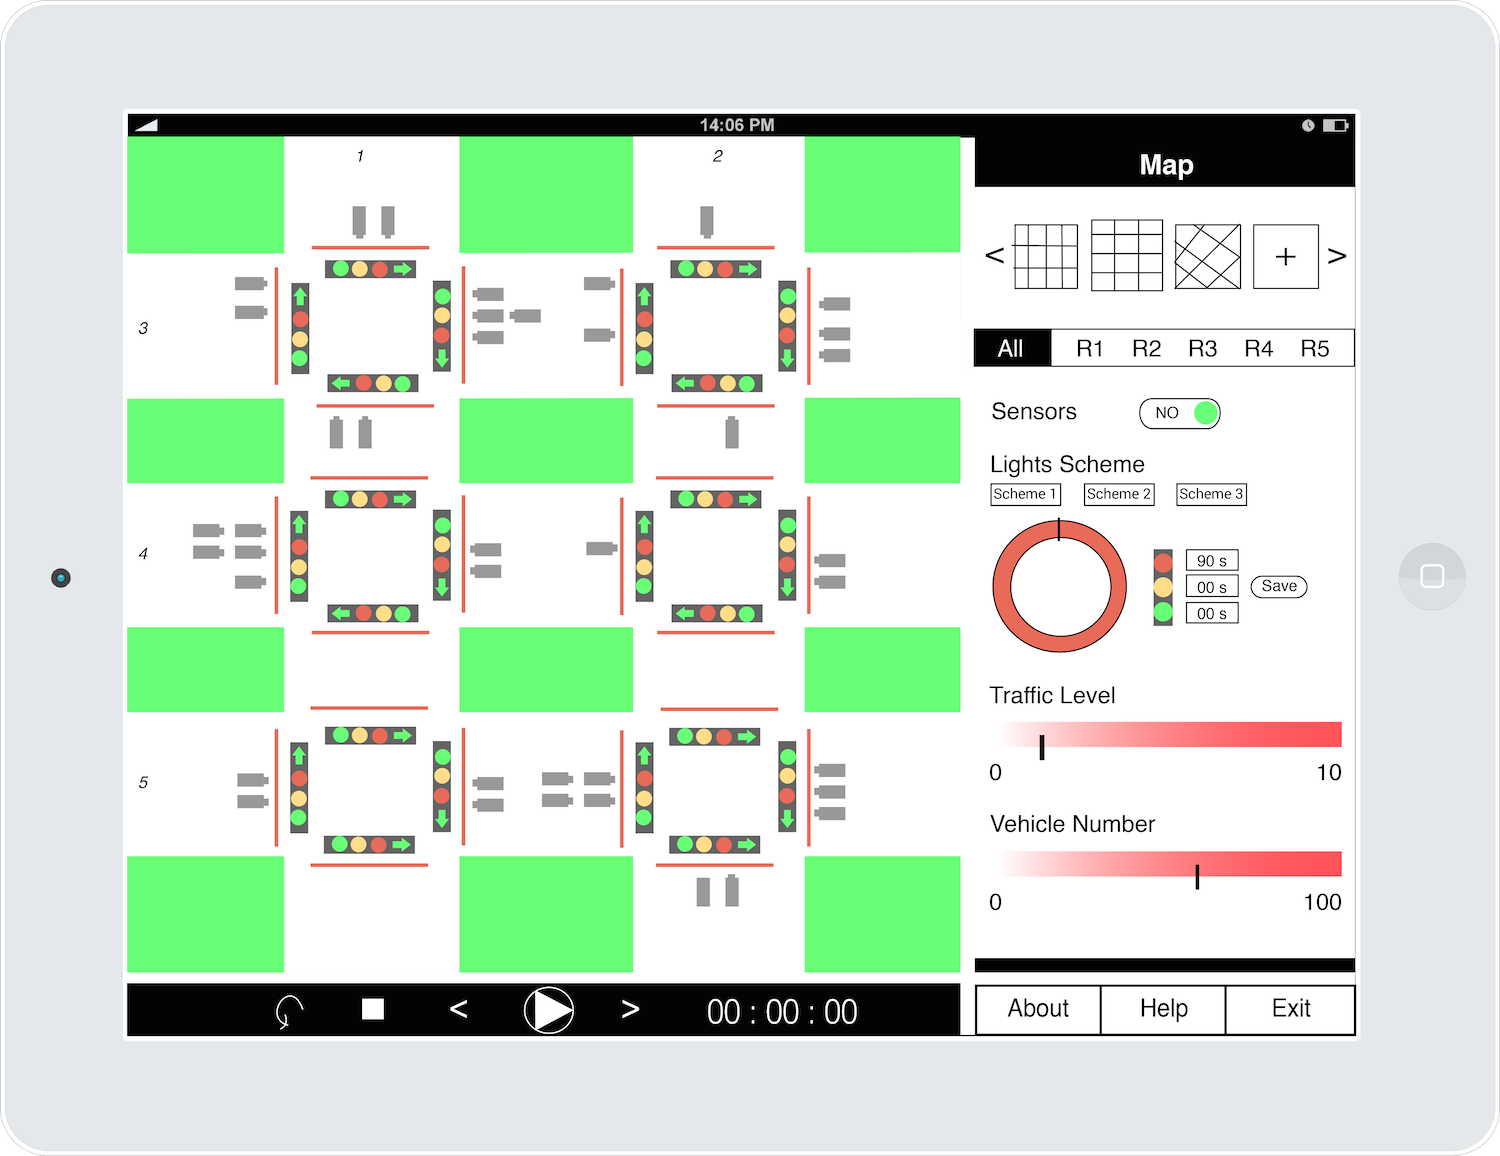 14:06 PM
1
2
3
4
5
00 : 00 : 00
Map
All R1 R2 R3 R4 R5
Sensors NO
Lights Scheme
Scheme 1 Scheme 2 Scheme 3
90 s
00 s Save
00 s
Traffic Level
0 10
Vehicle Number
0 100
About Help Exit